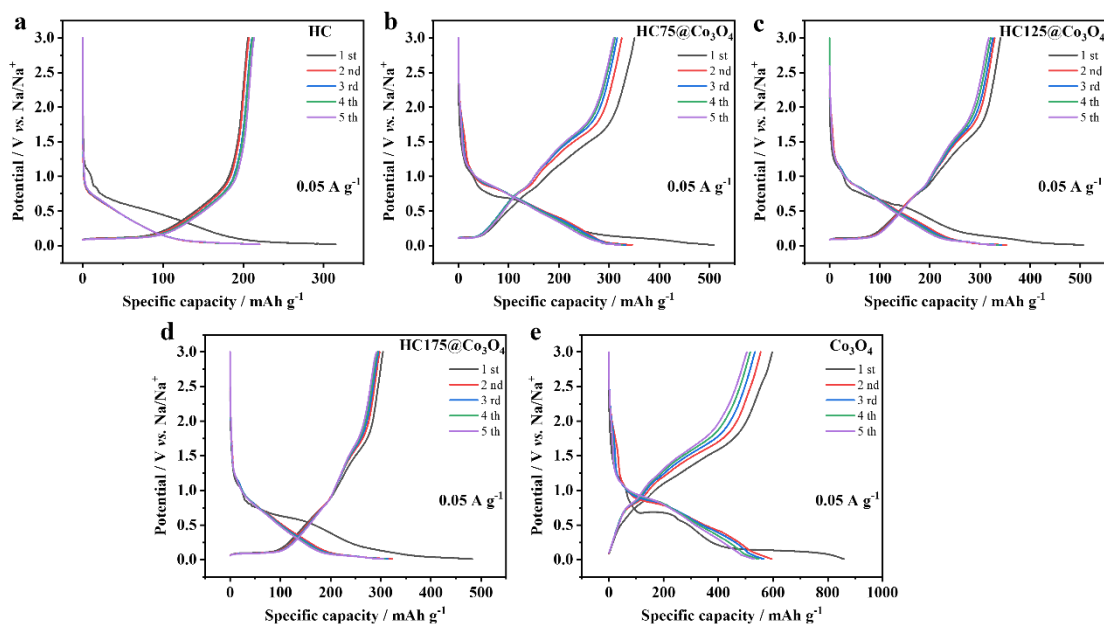 a
HC
3.0
2.5
2.0
1.5
1.0
0.5
0.0
Potential / V vs. Na/Na⁺
1 st
2 nd
3 rd
4 th
5 th
0.05 A g⁻¹
0 100 200 300
Specific capacity / mAh g⁻¹
b
HC75@Co₃O₄
3.0
2.5
2.0
1.5
1.0
0.5
0.0
Potential / V vs. Na/Na⁺
1 st
2 nd
3 rd
4 th
5 th
0.05 A g⁻¹
0 100 200 300 400 500
Specific capacity / mAh g⁻¹
c
HC125@Co₃O₄
3.0
2.5
2.0
1.5
1.0
0.5
0.0
Potential / V vs. Na/Na⁺
1 st
2 nd
3 rd
4 th
5 th
0.05 A g⁻¹
0 100 200 300 400 500
Specific capacity / mAh g⁻¹
d
HC175@Co₃O₄
3.0
2.5
2.0
1.5
1.0
0.5
0.0
Potential / V vs. Na/Na⁺
1 st
2 nd
3 rd
4 th
5 th
0.05 A g⁻¹
0 100 200 300 400 500
Specific capacity / mAh g⁻¹
e
Co₃O₄
3.0
2.5
2.0
1.5
1.0
0.5
0.0
Potential / V vs. Na/Na⁺
1 st
2 nd
3 rd
4 th
5 th
0.05 A g⁻¹
0 200 400 600 800 1000
Specific capacity / mAh g⁻¹